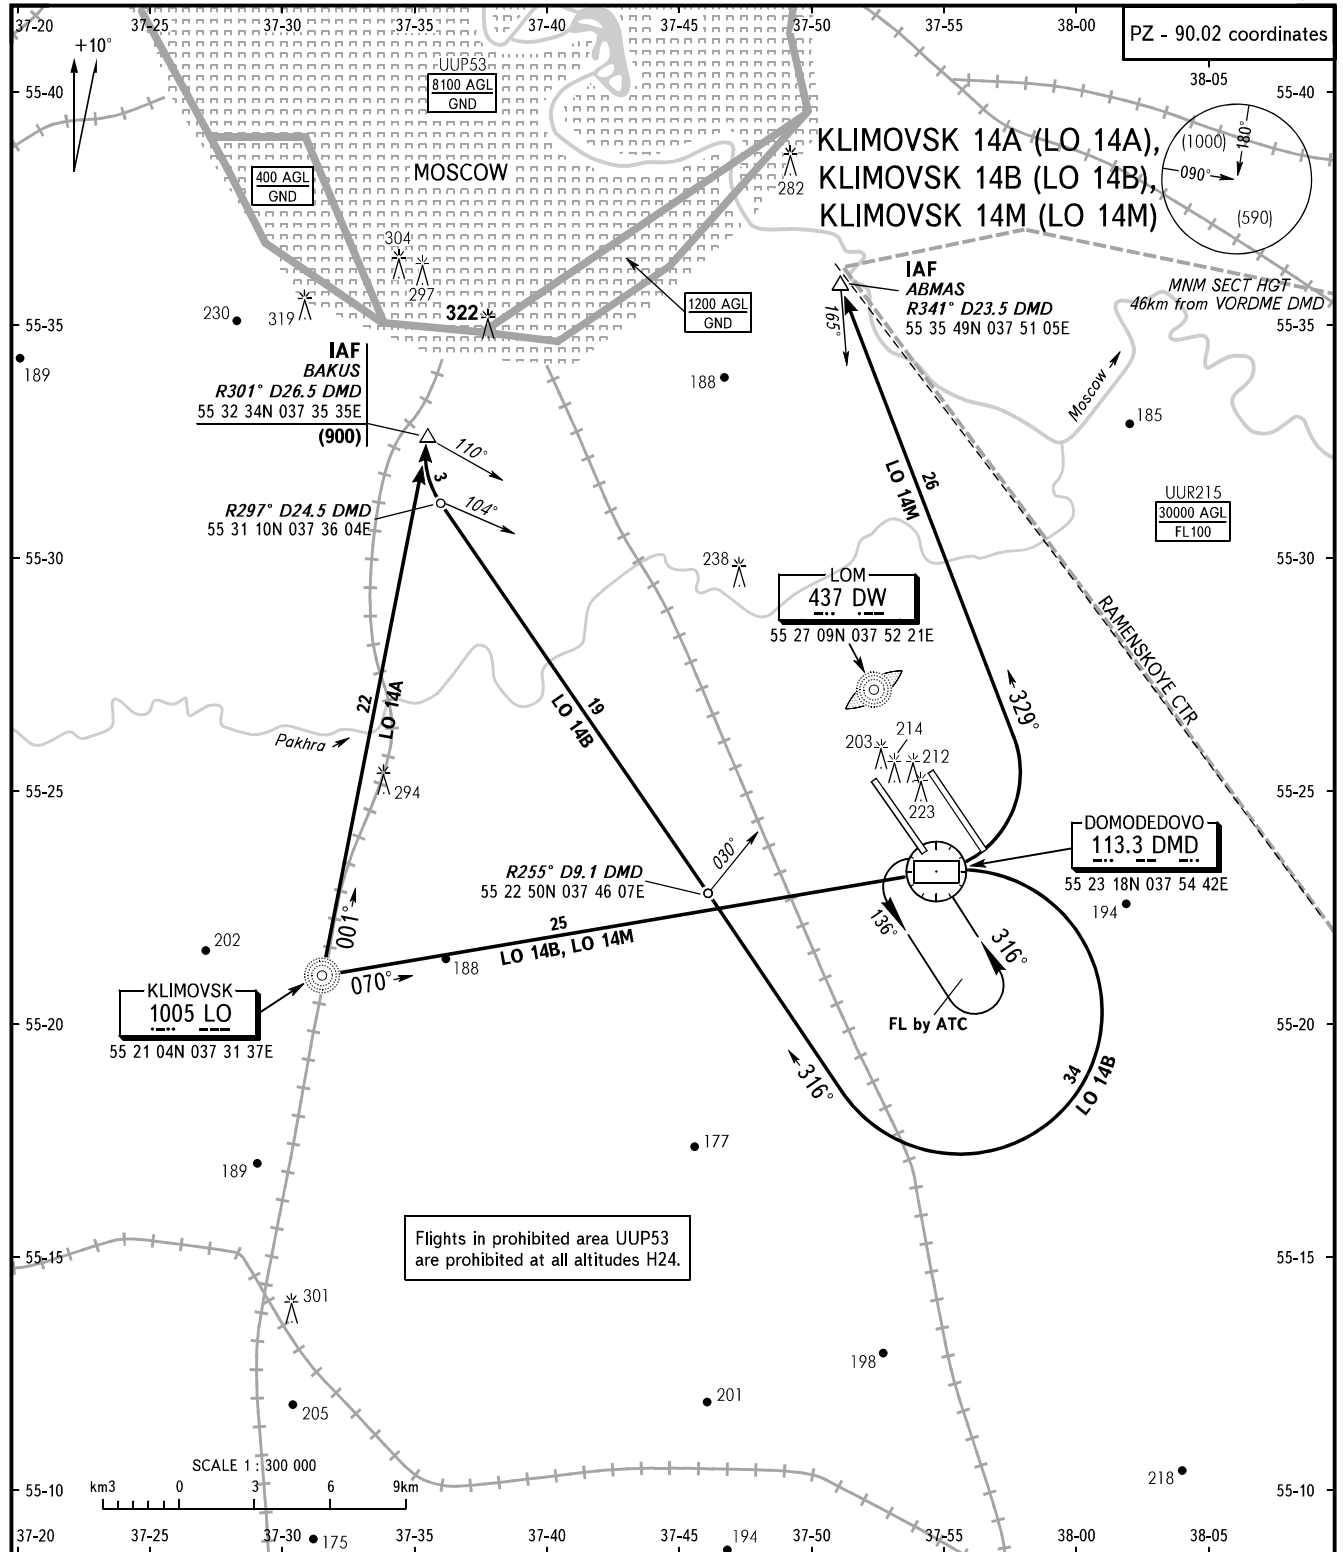 37-20
37-25
37-30
37-35
37-40
37-45
37-50
37-55
38-00
PZ - 90.02 coordinates
38-05
+10°
55-40
55-40
UUP53
8100 AGL
GND
MOSCOW
400 AGL
GND
282
KLIMOVSK 14A (LO 14A),
KLIMOVSK 14B (LO 14B),
KLIMOVSK 14M (LO 14M)
(1000)
180°
090°
(590)
MNM SECT HGT
46km from VORDME DMD
304
297
319
230
322
1200 AGL
GND
IAF
ABMAS
R341° D23.5 DMD
55 35 49N 037 51 05E
165°
55-35
55-35
189
IAF
BAKUS
R301° D26.5 DMD
55 32 34N 037 35 35E
(900)
110°
188
Moscow
185
3
104°
R297° D24.5 DMD
55 31 10N 037 36 04E
26
LO 14M
UUR215
30000 AGL
FL100
55-30
55-30
238
LOM
437 DW
55 27 09N 037 52 21E
RAMENSKOYE CTR
22
LO 14A
19
LO 14B
329°
Pakhra
294
203
214
212
223
55-25
55-25
DOMODEDOVO
113.3 DMD
55 23 18N 037 54 42E
194
R255° D9.1 DMD
55 22 50N 037 46 07E
030°
001°
25
LO 14B, LO 14M
136°
316°
202
188
070°
KLIMOVSK
1005 LO
55 21 04N 037 31 37E
FL by ATC
55-20
55-20
316°
34
LO 14B
177
189
Flights in prohibited area UUP53
are prohibited at all altitudes H24.
55-15
55-15
301
198
201
205
SCALE 1 : 300 000
km3
0
3
6
9km
218
55-10
55-10
37-20
37-25
37-30
175
37-35
37-40
37-45
194
37-50
37-55
38-00
38-05